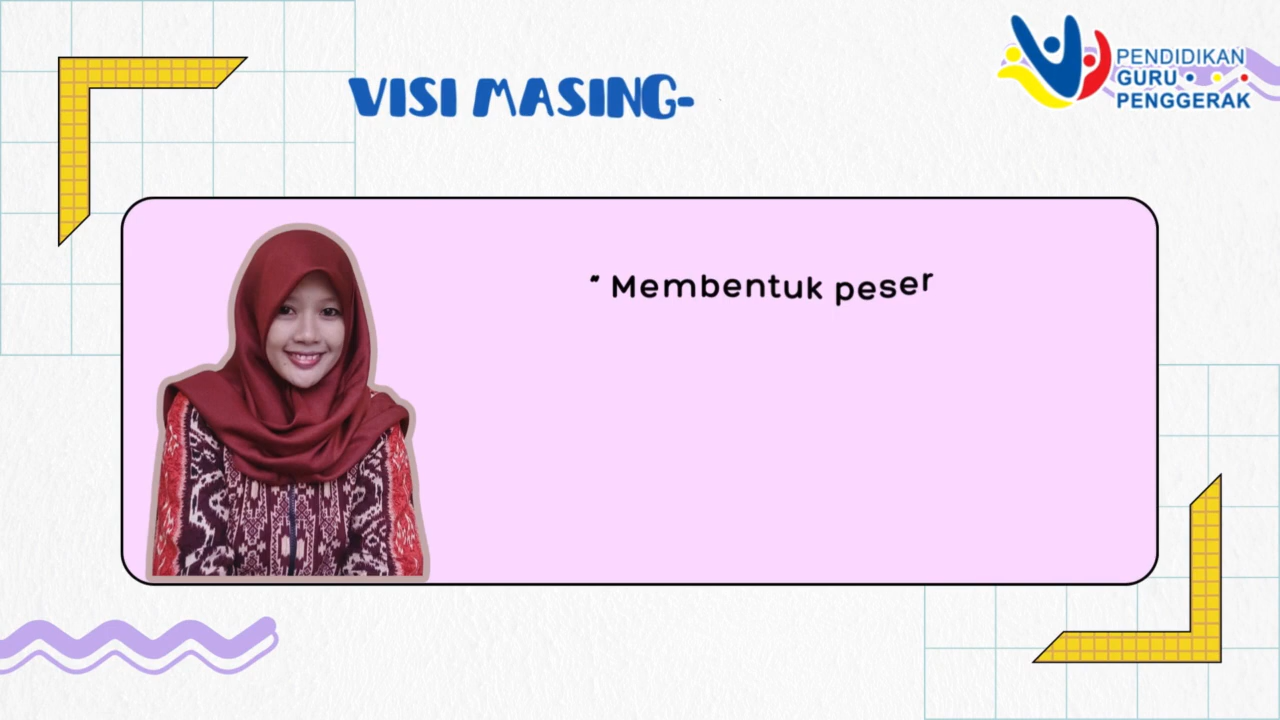 VISI MASING-
PENDIDIKAN
GURU
PENGGERAK
" Membentuk peser